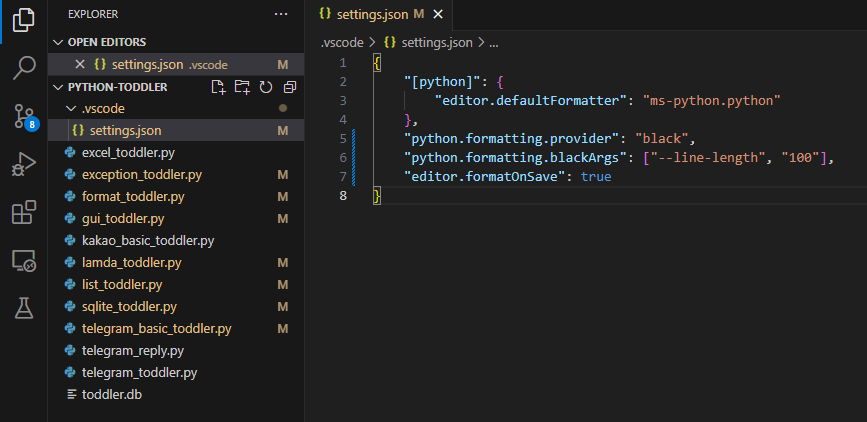 EXPLORER
OPEN EDITORS
settings.json .vscode M
PYTHON-TODDLER
.vscode
settings.json M
excel_toddler.py
exception_toddler.py M
format_toddler.py M
gui_toddler.py M
kakao_basic_toddler.py
lamda_toddler.py M
list_toddler.py M
sqlite_toddler.py M
telegram_basic_toddler.py M
telegram_reply.py
telegram_toddler.py
toddler.db
8
settings.json M
.vscode > {} settings.json > ...
1 {
2 "[python]": {
3 "editor.defaultFormatter": "ms-python.python"
4 },
5 "python.formatting.provider": "black",
6 "python.formatting.blackArgs": ["--line-length", "100"],
7 "editor.formatOnSave": true
8 }